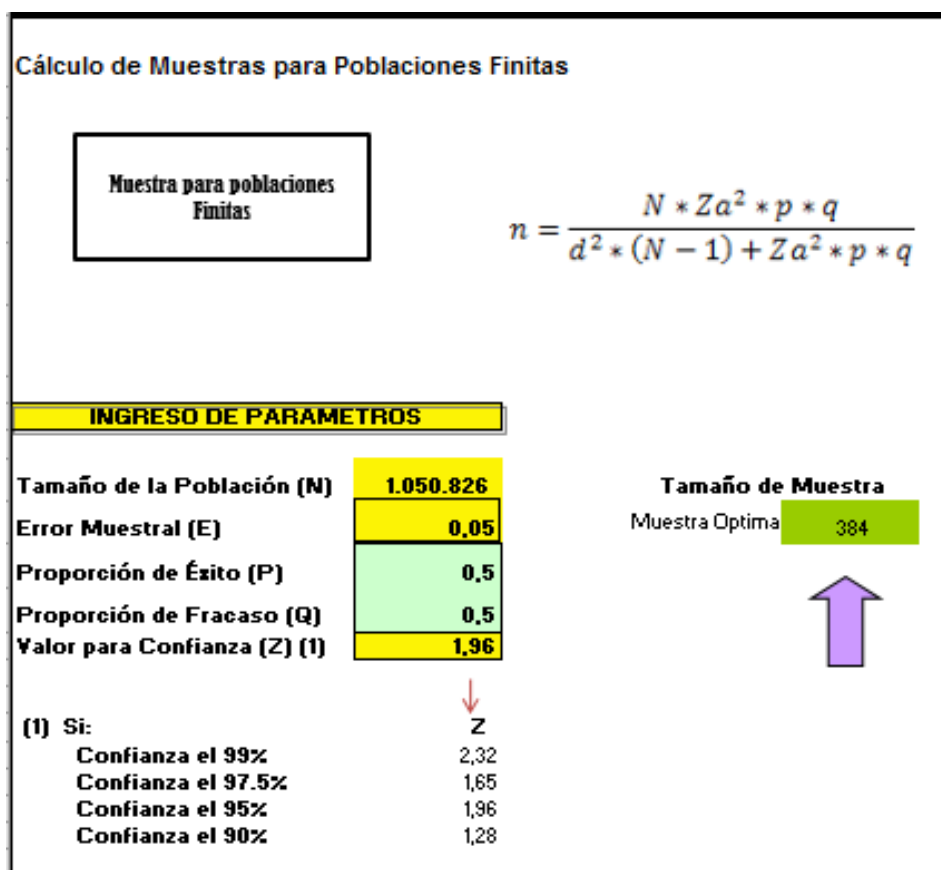 Cálculo de Muestras para Poblaciones Finitas
Muestra para poblaciones
Finitas
n = N * Za² * p * q / d² * (N − 1) + Za² * p * q
INGRESO DE PARAMETROS
Tamaño de la Población (N) 1.050.826
Error Muestral (E) 0,05
Proporción de Éxito (P) 0,5
Proporción de Fracaso (Q) 0,5
Valor para Confianza (Z) (1) 1,96
Tamaño de Muestra
Muestra Optima 384
(1) Si: Z
Confianza el 99% 2,32
Confianza el 97.5% 1,65
Confianza el 95% 1,96
Confianza el 90% 1,28